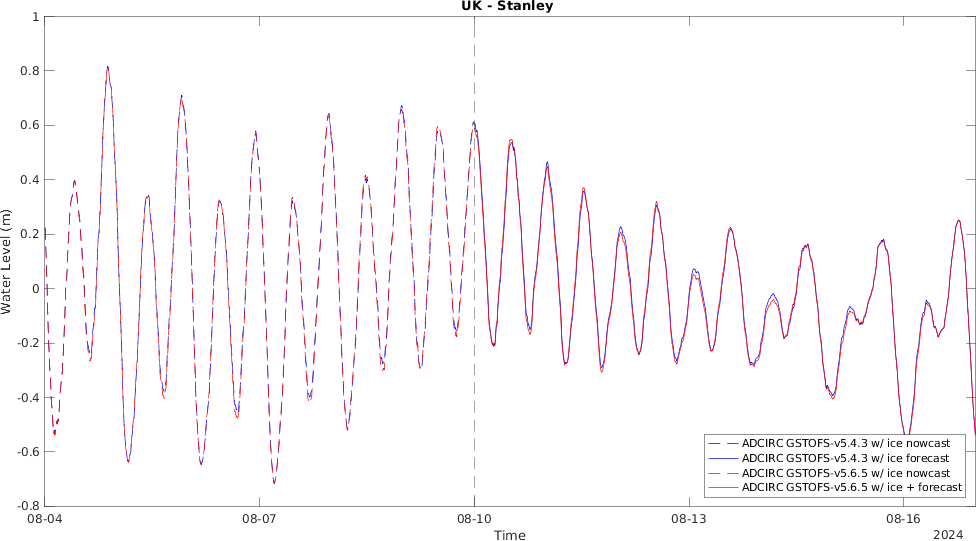 UK - Stanley
1
0.8
0.6
0.4
0.2
0
-0.2
-0.4
-0.6
-0.8
Water Level (m)
ADCIRC GSTOFS-v5.4.3 w/ ice nowcast
ADCIRC GSTOFS-v5.4.3 w/ ice forecast
ADCIRC GSTOFS-v5.6.5 w/ ice nowcast
ADCIRC GSTOFS-v5.6.5 w/ ice + forecast
08-04 08-07 08-10 08-13 08-16
Time
2024